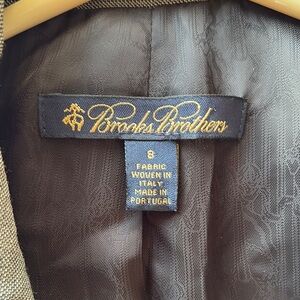 Brooks Brothers
8
FABRIC
WOVEN IN
ITALY
MADE IN
PORTUGAL